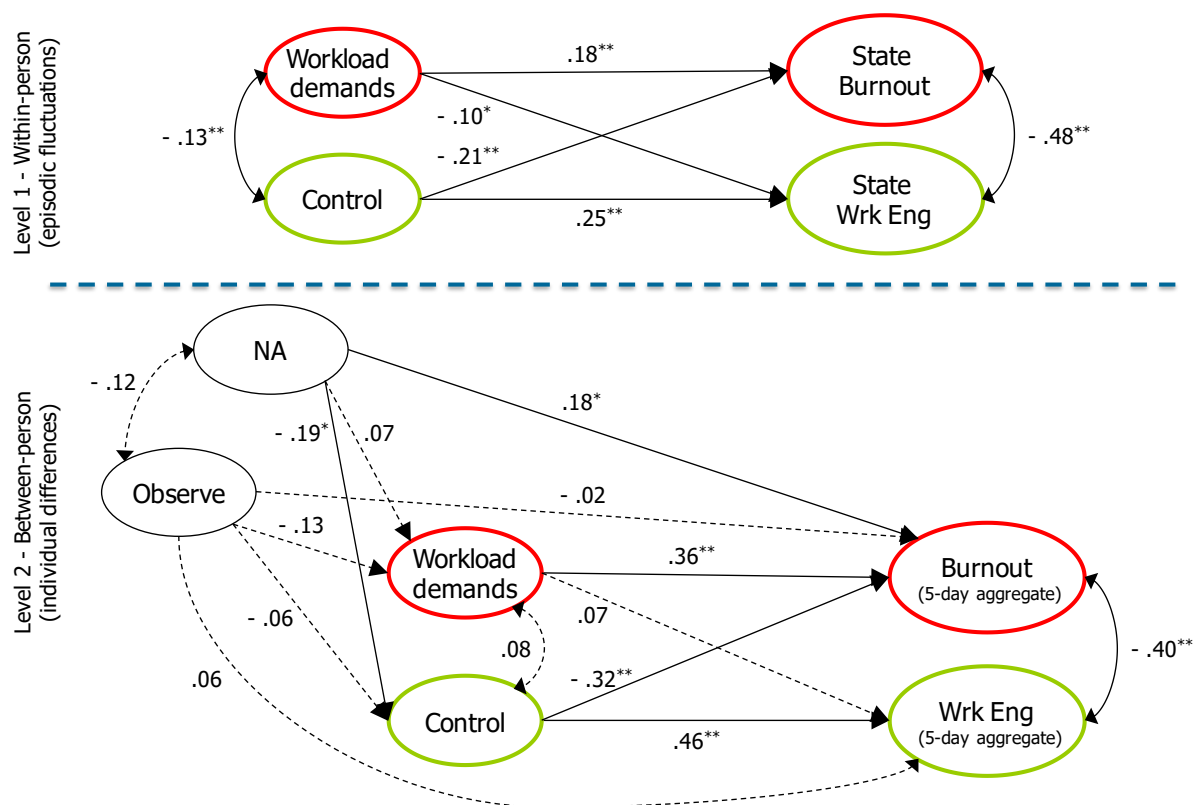 Level 1 - Within-person
(episodic fluctuations)
Workload
demands
.18**
State
Burnout
- .13**
- .10*
- .21**
- .48**
Control
.25**
State
Wrk Eng
Level 2 - Between-person
(individual differences)
NA
- .12
- .19*
.07
.18*
Observe
- .02
- .13
Workload
demands
.36**
Burnout
(5-day aggregate)
- .06
.07
.08
- .40**
.06
- .32**
Control
.46**
Wrk Eng
(5-day aggregate)